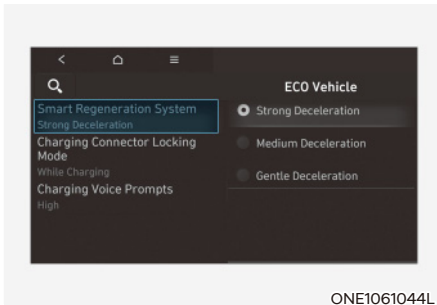 ECO Vehicle
Smart Regeneration System
Strong Deceleration
Charging Connector Locking
Mode
While Charging
Charging Voice Prompts
High
Strong Deceleration
Medium Deceleration
Gentle Deceleration
ONE1061044L